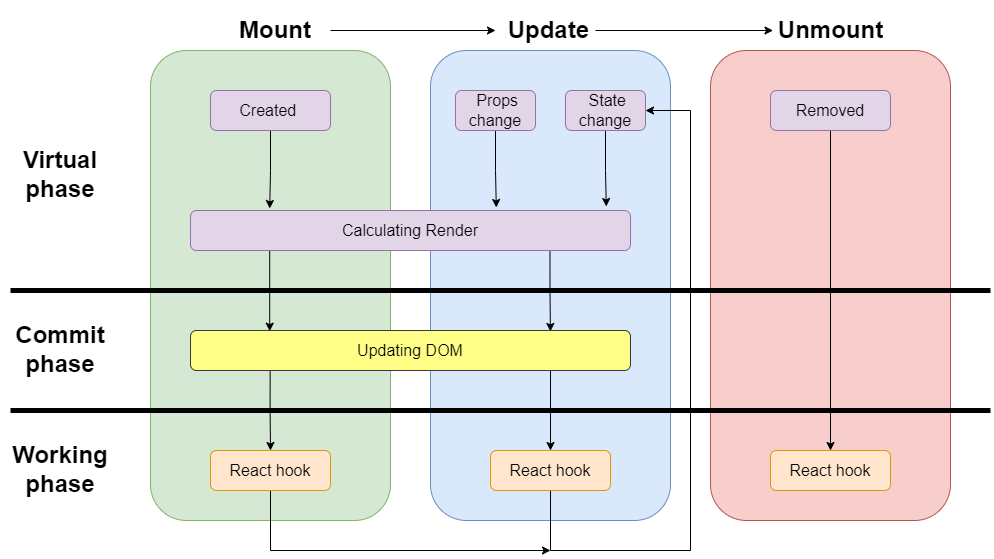 Mount
Update
Unmount
Virtual
phase
Created
Props
change
State
change
Removed
Calculating Render
Commit
phase
Updating DOM
Working
phase
React hook
React hook
React hook